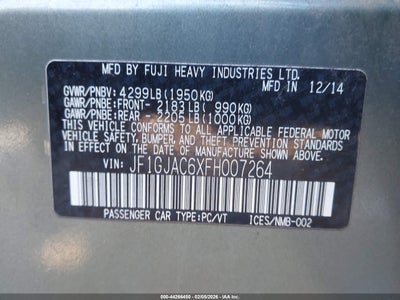 MFD BY FUJI HEAVY INDUSTRIES LTD.
GVWR/PNBV: 4299LB (1950KG) MFD IN 12/14
GAWR/PNBE: FRONT- 2183LB ( 990KG)
GAWR/PNBE: REAR - 2205LB (1000KG)
THIS VEHICLE CONFORMS TO ALL APPLICABLE FEDERAL MOTOR
VEHICLE SAFETY, BUMPER, AND THEFT PREVENTION STANDARDS
IN EFFECT ON THE DATE OF MANUFACTURE SHOWN ABOVE.
VIN: JF1GJAC6XFH007264
PASSENGER CAR TYPE:PC/VT ICES/NMB-002
000-44266450 - 02/09/2026 - IAA, Inc.